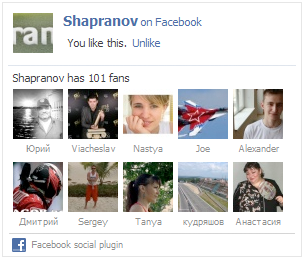 Shapranov on Facebook
You like this. Unlike
Shapranov has 101 fans
Юрий Viacheslav Nastya Joe Alexander
Дмитрий Sergey Tanya кудряшов Анастасия
Facebook social plugin